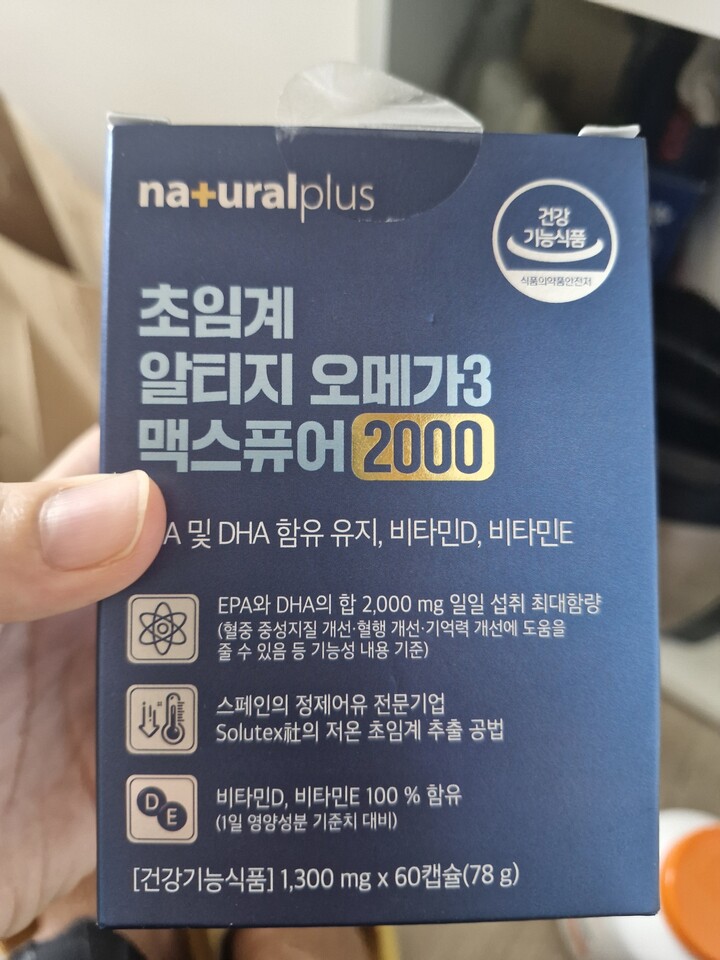 na+uralplus
건강
기능식품
식품의약품안전처
초임계
알티지 오메가3
맥스퓨어 2000
A 및 DHA 함유 유지, 비타민D, 비타민E
EPA와 DHA의 합 2,000 mg 일일 섭취 최대함량
(혈중 중성지질 개선·혈행 개선·기억력 개선에 도움을
줄 수 있음 등 기능성 내용 기준)
스페인의 정제어유 전문기업
Solutex社의 저온 초임계 추출 공법
D E
비타민D, 비타민E 100 % 함유
(1일 영양성분 기준치 대비)
[건강기능식품] 1,300 mg x 60캡슐(78 g)